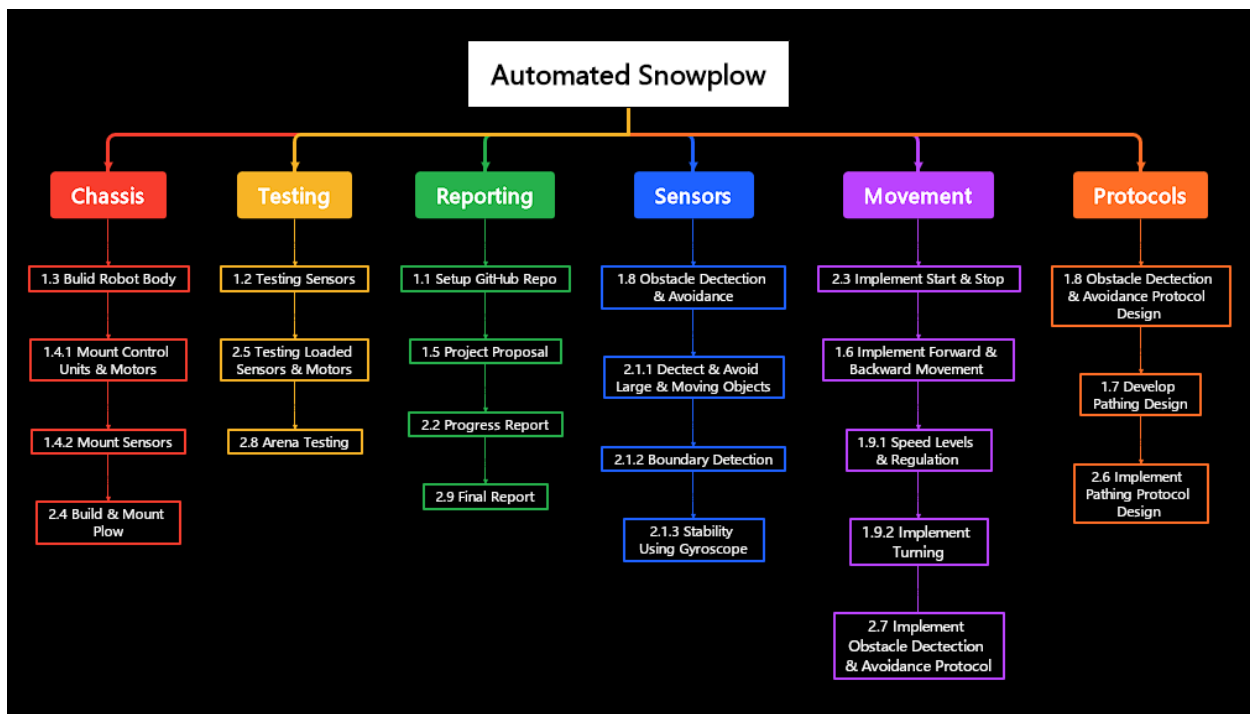 Automated Snowplow
Chassis
Testing
Reporting
Sensors
Movement
Protocols
1.3 Bulid Robot Body
1.4.1 Mount Control
Units & Motors
1.4.2 Mount Sensors
2.4 Build & Mount
Plow
1.2 Testing Sensors
2.5 Testing Loaded
Sensors & Motors
2.8 Arena Testing
1.1 Setup GitHub Repo
1.5 Project Proposal
2.2 Progress Report
2.9 Final Report
1.8 Obstacle Dectection
& Avoidance
2.1.1 Dectect & Avoid
Large & Moving Objects
2.1.2 Boundary Detection
2.1.3 Stability
Using Gyroscope
2.3 Implement Start & Stop
1.6 Implement Forward &
Backward Movement
1.9.1 Speed Levels
& Regulation
1.9.2 Implement
Turning
2.7 Implement
Obstacle Dectection
& Avoidance Protocol
1.8 Obstacle Dectection
& Avoidance Protocol
Design
1.7 Develop
Pathing Design
2.6 Implement
Pathing Protocol
Design